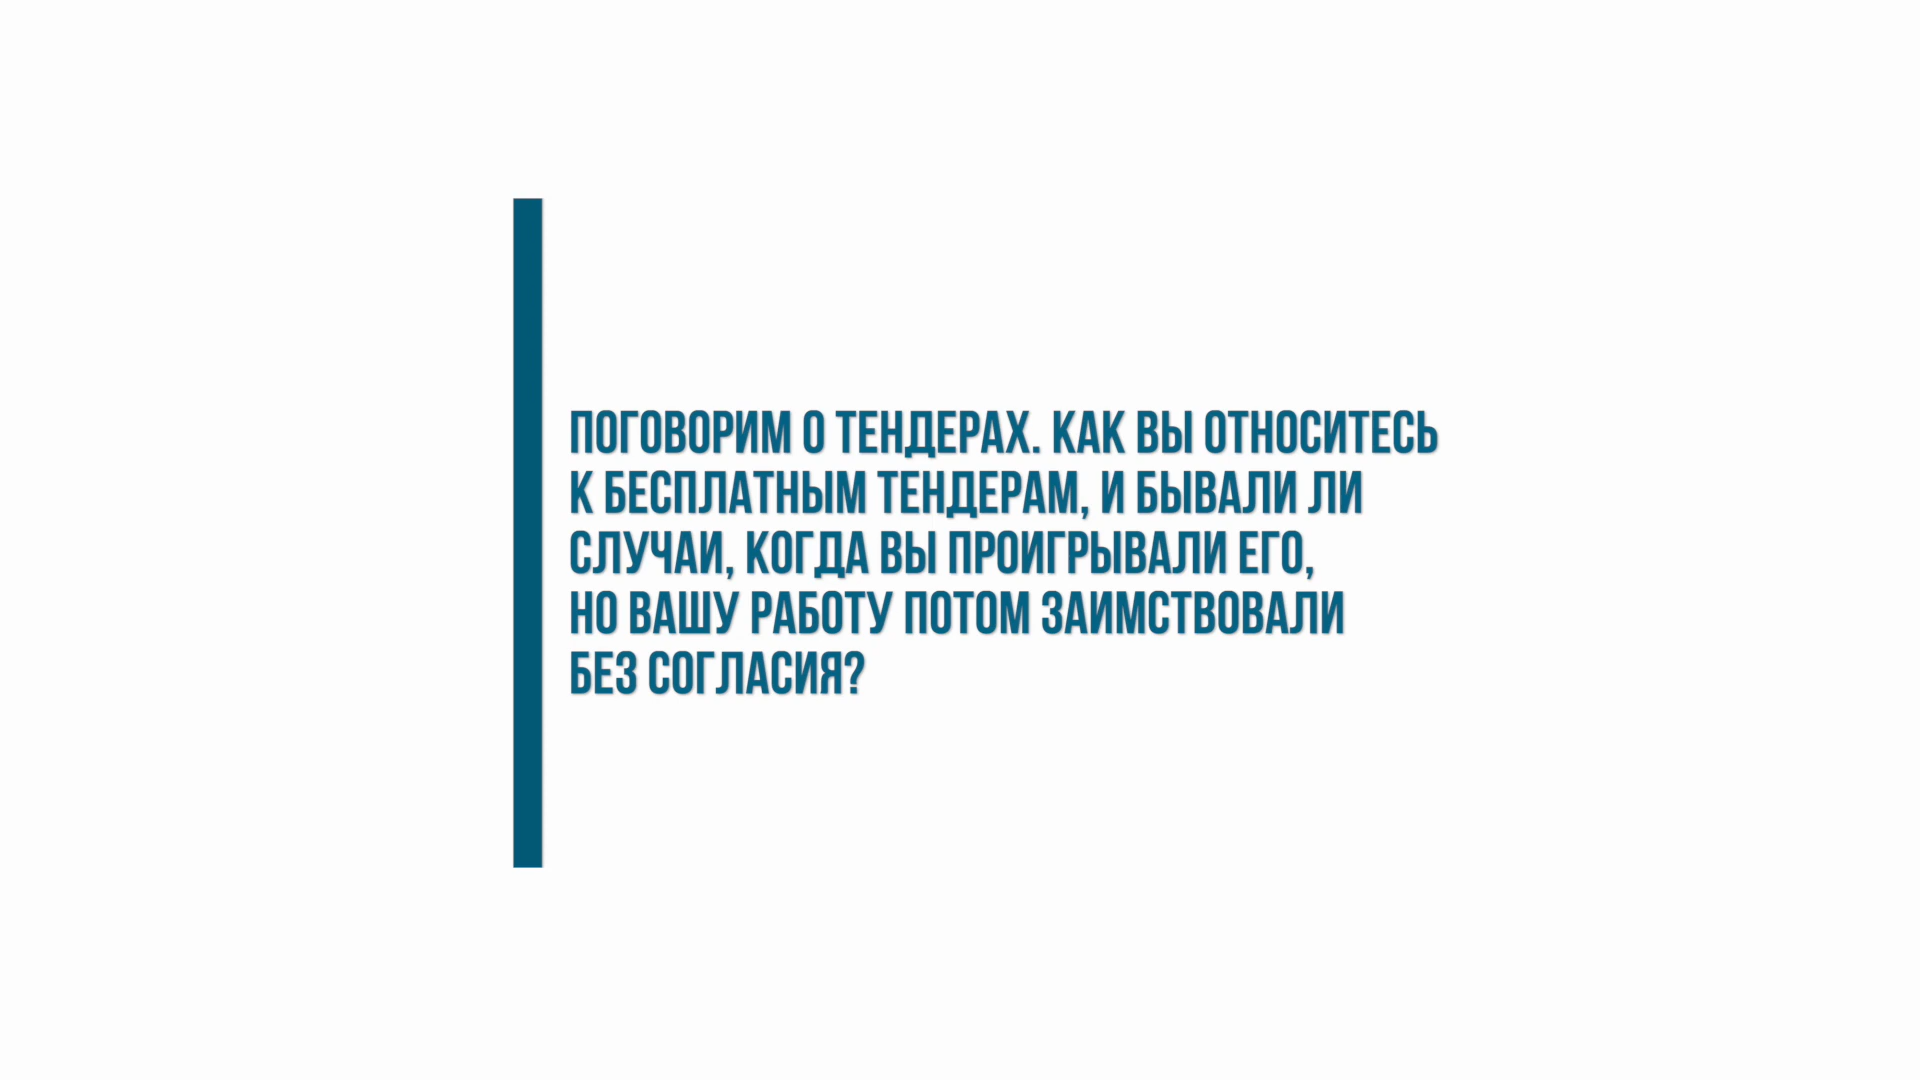 ПОГОВОРИМ О ТЕНДЕРАХ. КАК ВЫ ОТНОСИТЕСЬ
К БЕСПЛАТНЫМ ТЕНДЕРАМ, И БЫВАЛИ ЛИ
СЛУЧАИ, КОГДА ВЫ ПРОИГРЫВАЛИ ЕГО,
НО ВАШУ РАБОТУ ПОТОМ ЗАИМСТВОВАЛИ
БЕЗ СОГЛАСИЯ?